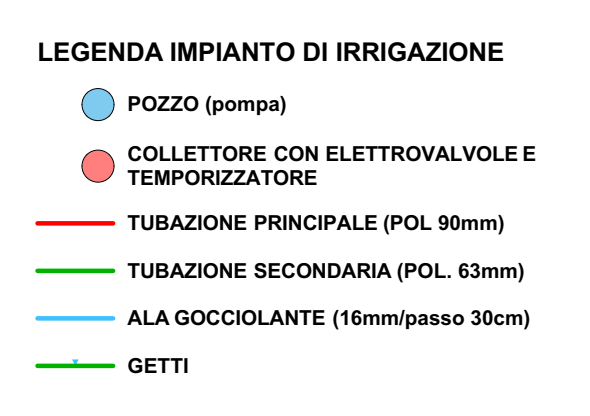 LEGENDA IMPIANTO DI IRRIGAZIONE
POZZO (pompa)
COLLETTORE CON ELETTROVALVOLE E
TEMPORIZZATORE
TUBAZIONE PRINCIPALE (POL 90mm)
TUBAZIONE SECONDARIA (POL. 63mm)
ALA GOCCIOLANTE (16mm/passo 30cm)
GETTI